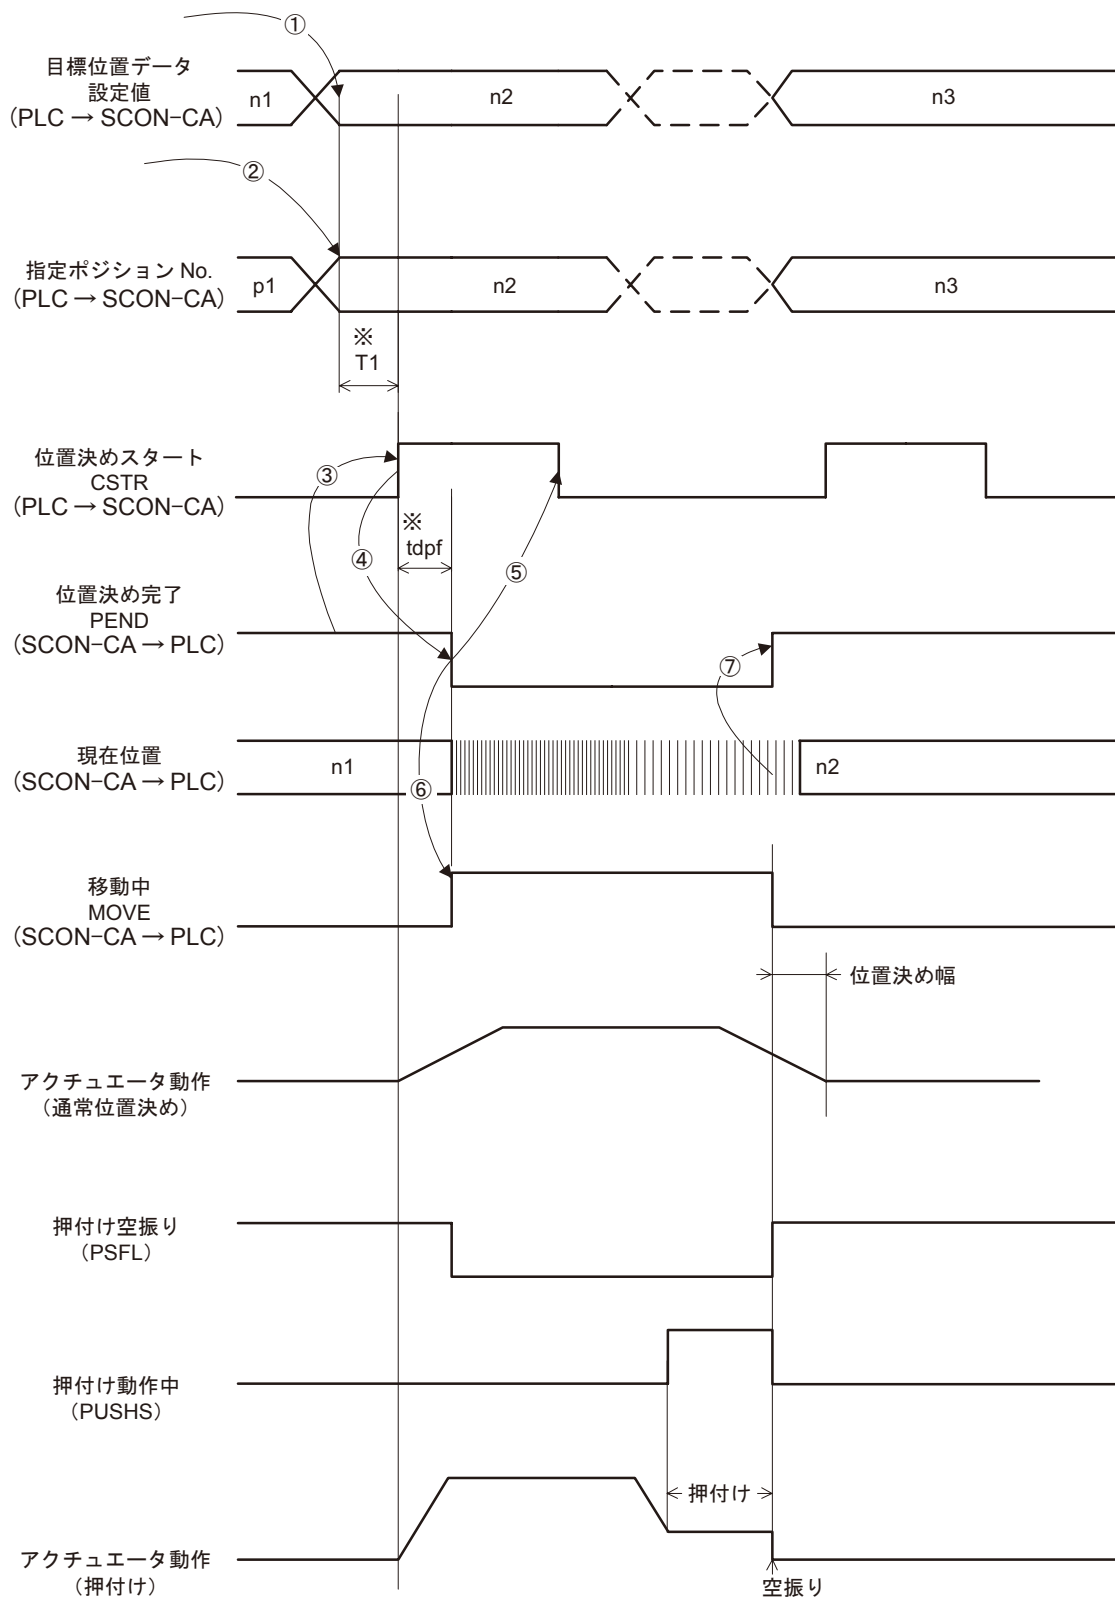 ①
目標位置データ
設定値
(PLC → SCON-CA)
n1
n2
n3
②
指定ポジション No.
(PLC → SCON-CA)
p1
n2
n3
※
T1
位置決めスタート
CSTR
(PLC → SCON-CA)
③
※
tdpf
④
⑤
位置決め完了
PEND
(SCON-CA → PLC)
⑦
現在位置
(SCON-CA → PLC)
n1
n2
⑥
移動中
MOVE
(SCON-CA → PLC)
位置決め幅
アクチュエータ動作
(通常位置決め)
押付け空振り
(PSFL)
押付け動作中
(PUSHS)
押付け
アクチュエータ動作
(押付け)
空振り